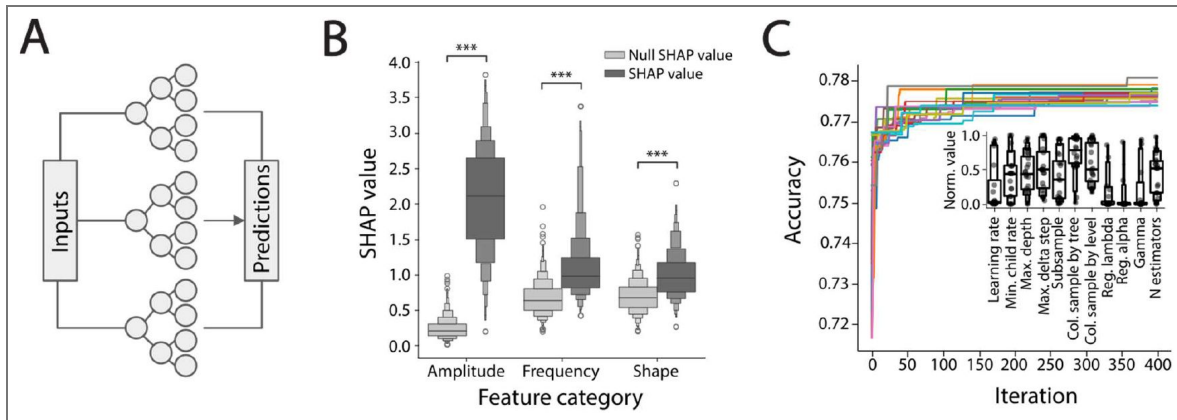 A
Inputs
Predictions
B
Null SHAP value
SHAP value
***
***
***
SHAP value
4.0
3.5
3.0
2.5
2.0
1.5
1.0
0.5
0.0
Amplitude
Frequency
Shape
Feature category
C
Accuracy
0.78
0.77
0.76
0.74
0.73
0.72
Norm. value
1.0
0.5
0.0
Learning rate
Min. child rate
Max. depth
Max. delta step
Subsample
Col. sample by tree
Col. sample by level
Reg. lambda
Reg. alpha
Gamma
N estimators
0
50
100
150
200
250
300
350
400
Iteration